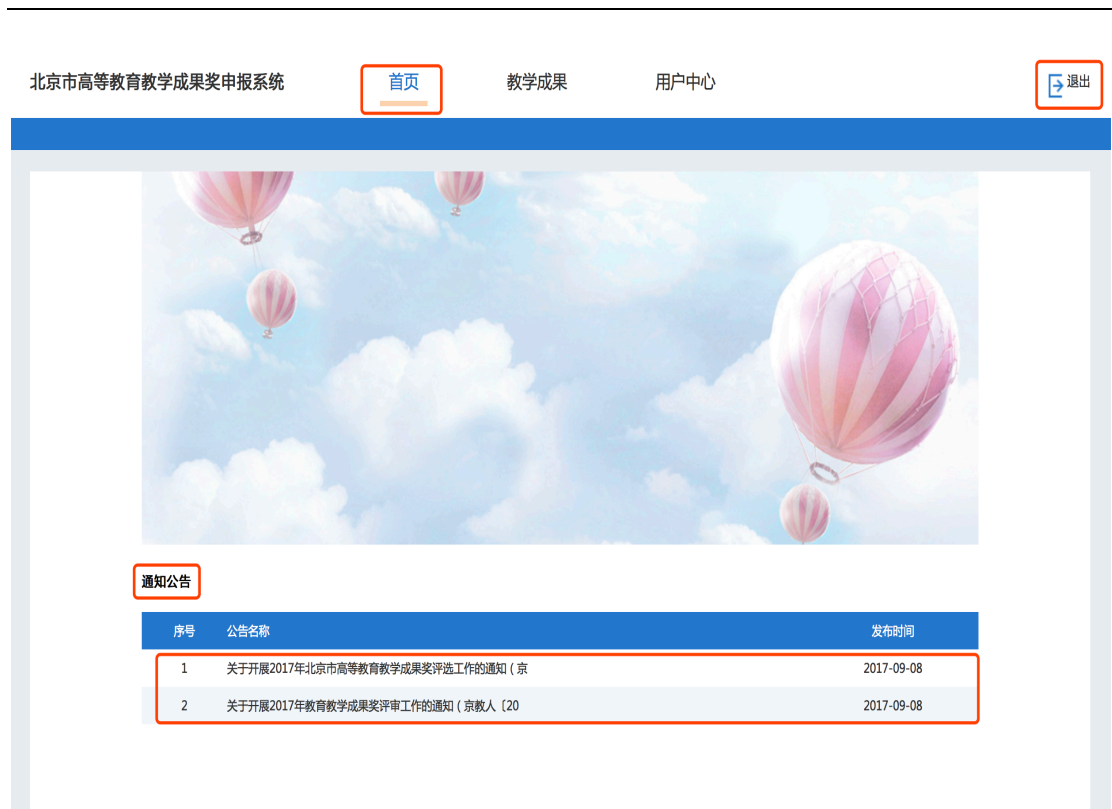 北京市高等教育教学成果奖申报系统 首页 教学成果 用户中心 退出
通知公告
序号 公告名称 发布时间
1 关于开展2017年北京市高等教育教学成果奖评选工作的通知 ( 京 2017-09-08
2 关于开展2017年教育教学成果奖评审工作的通知 ( 京教人〔20 2017-09-08